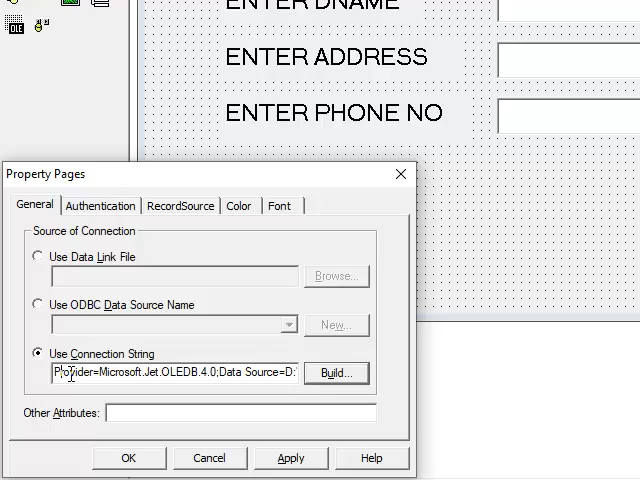 ENTER DNAME
OLE
ENTER ADDRESS
ENTER PHONE NO
Property Pages
General
Authentication
RecordSource
Color
Font
Source of Connection
Use Data Link File
Browse...
Use ODBC Data Source Name
New...
Use Connection String
Provider=Microsoft.Jet.OLEDB.4.0;Data Source=D:
Build...
Other Attributes:
OK
Cancel
Apply
Help